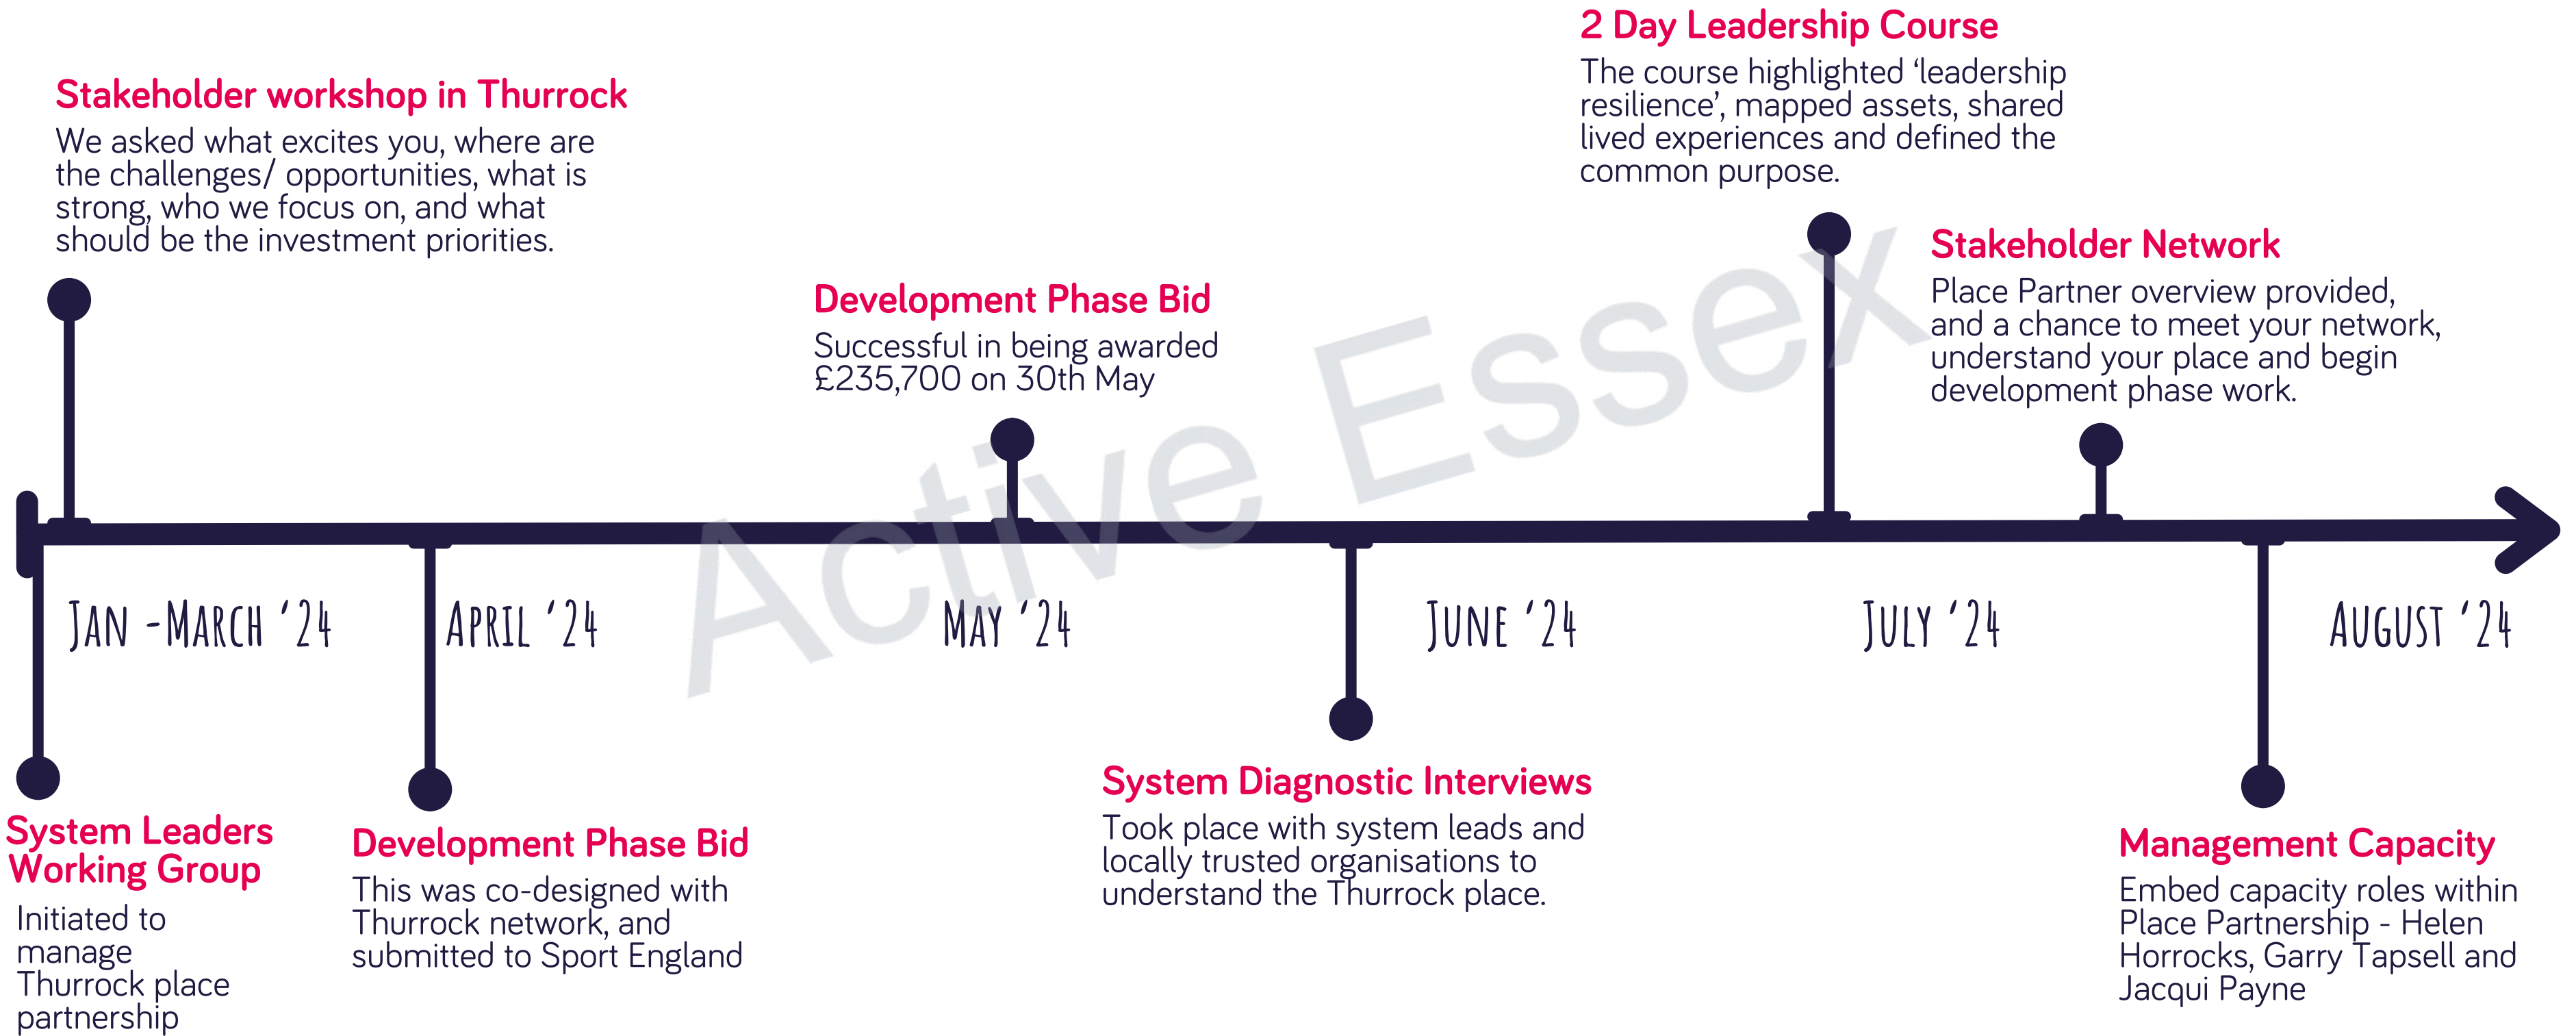 2 Day Leadership Course
The course highlighted ‘leadership
resilience’, mapped assets, shared
lived experiences and defined the
common purpose.
Stakeholder workshop in Thurrock
We asked what excites you, where are
the challenges/ opportunities, what is
strong, who we focus on, and what
should be the investment priorities.
Development Phase Bid
Successful in being awarded
£235,700 on 30th May
Stakeholder Network
Place Partner overview provided,
and a chance to meet your network,
understand your place and begin
development phase work.
Active Essex
Jan -March ‘24
April ‘24
May ‘24
June ‘24
July ‘24
August ‘24
System Leaders
Working Group
Initiated to
manage
Thurrock place
partnership
Development Phase Bid
This was co-designed with
Thurrock network, and
submitted to Sport England
System Diagnostic Interviews
Took place with system leads and
locally trusted organisations to
understand the Thurrock place.
Management Capacity
Embed capacity roles within
Place Partnership - Helen
Horrocks, Garry Tapsell and
Jacqui Payne